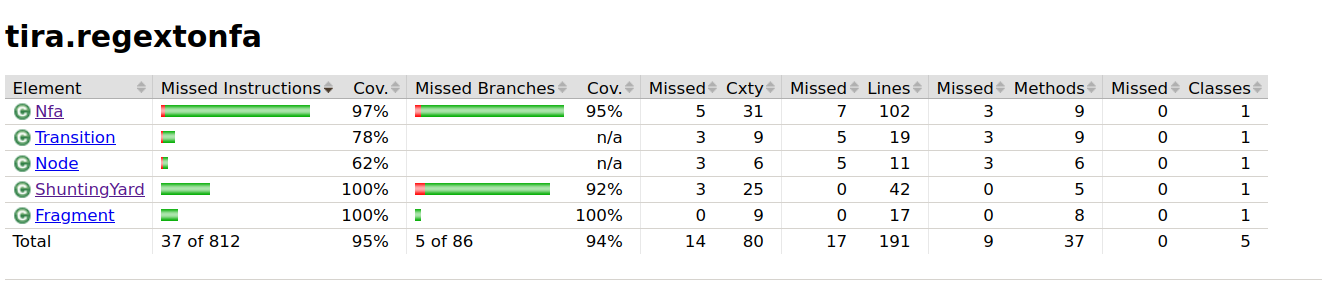 tira.regextonfa
Element Missed Instructions Cov. Missed Branches Cov. Missed Cxty Missed Lines Missed Methods Missed Classes
C Nfa 97% 95% 5 31 7 102 3 9 0 1
C Transition 78% n/a 3 9 5 19 3 9 0 1
C Node 62% n/a 3 6 5 11 3 6 0 1
C ShuntingYard 100% 92% 3 25 0 42 0 5 0 1
C Fragment 100% 100% 0 9 0 17 0 8 0 1
Total 37 of 812 95% 5 of 86 94% 14 80 17 191 9 37 0 5